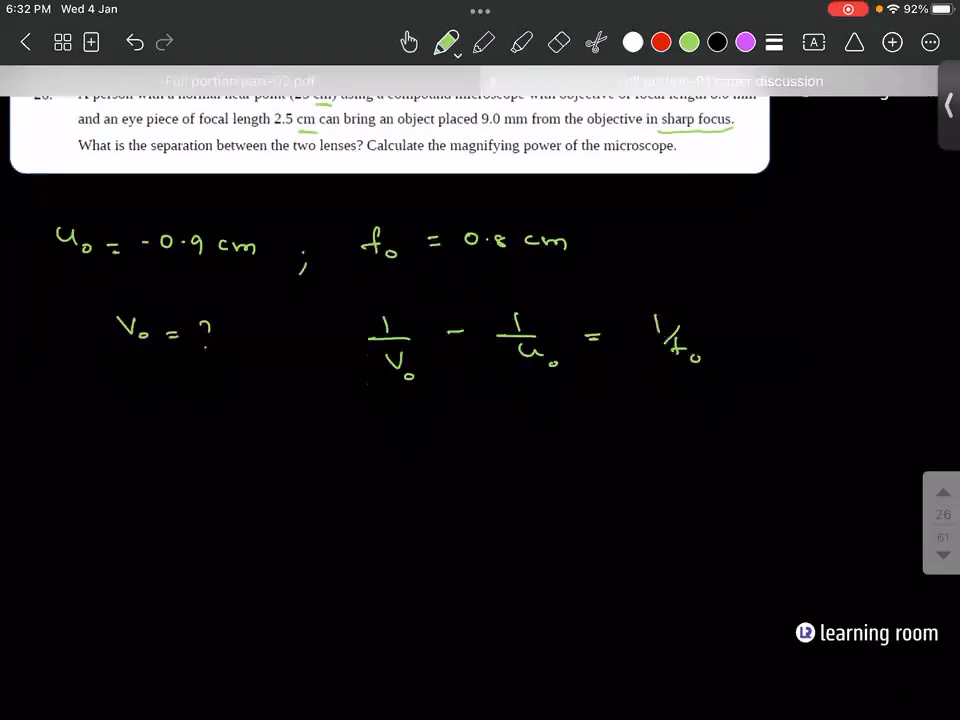 6:32 PM Wed 4 Jan
92%
Full portion part-02.pdf
-01 paper discussion
and an eye piece of focal length 2.5 cm can bring an object placed 9.0 mm from the objective in sharp focus.
What is the separation between the two lenses? Calculate the magnifying power of the microscope.
u₀ = - 0.9 cm ; f₀ = 0.8 cm
v₀ = ? 1/v₀ - 1/u₀ = 1/f₀
26
61
LR learning room